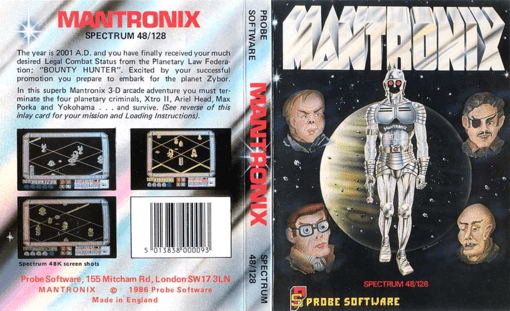 MANTRONIX
SPECTRUM 48/128
The year is 2001 A.D. and you have finally received your much
desired Legal Combat Status from the Planetary Law Federa-
tion; "BOUNTY HUNTER". Excited by your successful
promotion you prepare to embark for the planet Zybor.
In this superb Mantronix 3-D arcade adventure you must ter-
minate the four planetary criminals, Xtro II, Ariel Head, Max
Porka and Yokohama . . . and survive. (See reverse of this
inlay card for your mission and Loading Instructions).
5 013838 000093
Spectrum 48K screen shots
Probe Software, 155 Mitcham Rd, London SW17 3LN
MANTRONIX © 1986 Probe Software
Made in England
PROBE
SOFTWARE
MANTRONIX
SPECTRUM
48/128
MANTRONIX
SPECTRUM 48/128
PROBE SOFTWARE